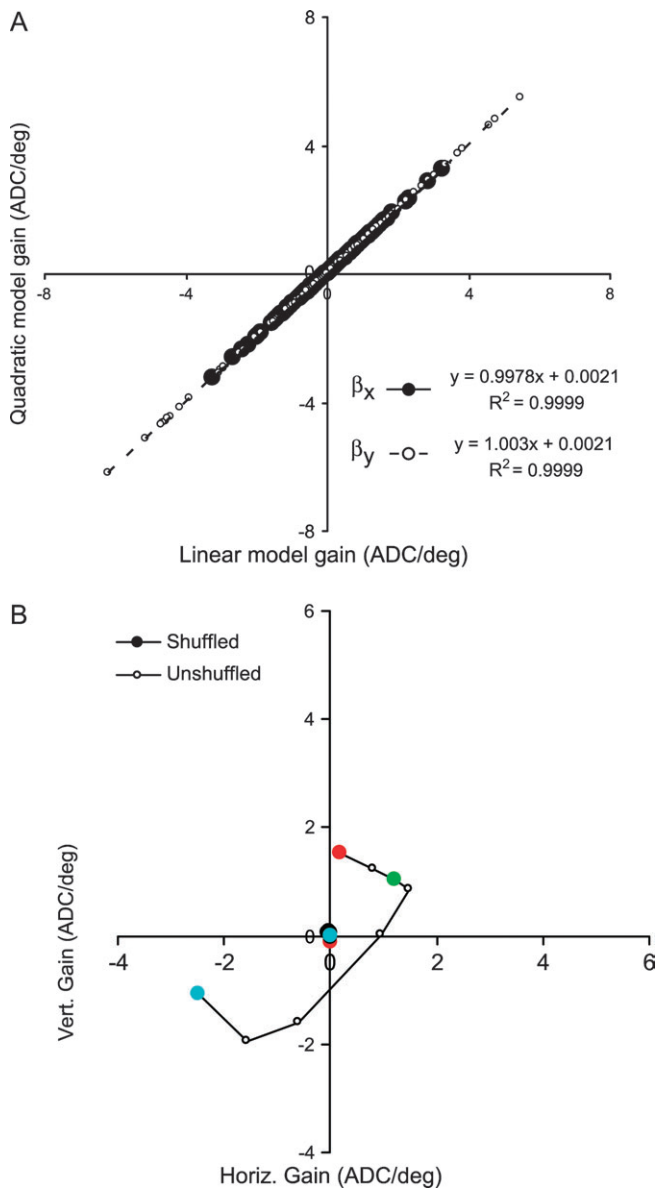 A
8
4
0
-8
-4
4
8
-4
-8
Quadratic model gain (ADC/deg)
βx y = 0.9978x + 0.0021
R² = 0.9999
βy y = 1.003x + 0.0021
R² = 0.9999
Linear model gain (ADC/deg)
B
Shuffled
Unshuffled
6
4
2
0
-4
-2
0
2
4
6
-2
-4
Vert. Gain (ADC/deg)
Horiz. Gain (ADC/deg)